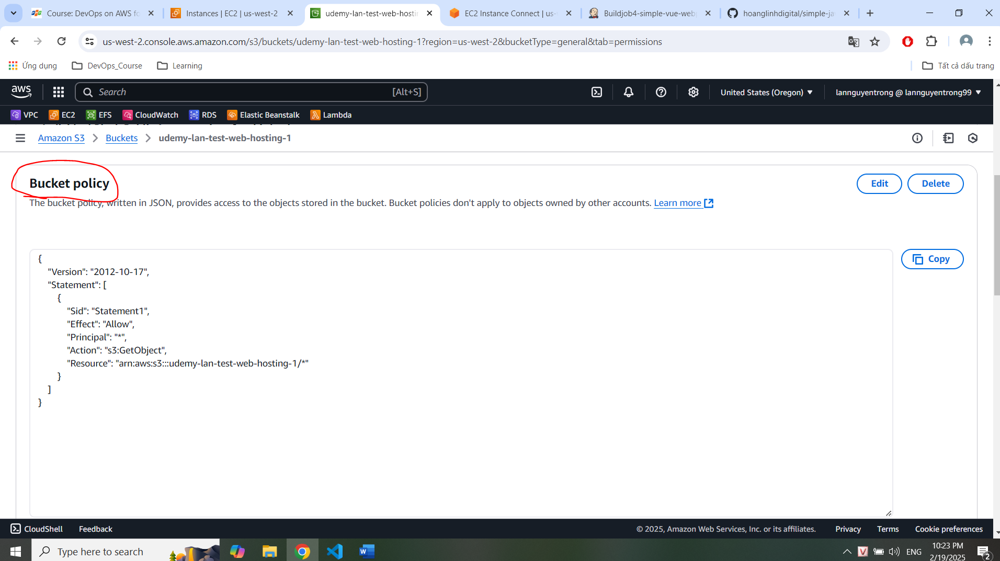 Course: DevOps on AWS fo
Instances | EC2 | us-west-2
udemy-lan-test-web-hostin
EC2 Instance Connect | us-
Buildjob4-simple-vue-webp
hoanglinhdigital/simple-ja
us-west-2.console.aws.amazon.com/s3/buckets/udemy-lan-test-web-hosting-1?region=us-west-2&bucketType=general&tab=permissions
Ứng dụng
DevOps_Course
Learning
Tất cả dấu trang
aws
Search
[Alt+S]
United States (Oregon)
lannguyentrong @ lannguyentrong99
VPC
EC2
EFS
CloudWatch
RDS
Elastic Beanstalk
Lambda
Amazon S3
Buckets
udemy-lan-test-web-hosting-1
Bucket policy
Edit
Delete
The bucket policy, written in JSON, provides access to the objects stored in the bucket. Bucket policies don't apply to objects owned by other accounts. Learn more
Copy
{
"Version": "2012-10-17",
"Statement": [
{
"Sid": "Statement1",
"Effect": "Allow",
"Principal": "*",
"Action": "s3:GetObject",
"Resource": "arn:aws:s3:::udemy-lan-test-web-hosting-1/*"
}
]
}
CloudShell
Feedback
© 2025, Amazon Web Services, Inc. or its affiliates.
Privacy
Terms
Cookie preferences
Type here to search
ENG
10:23 PM
2/19/2025
2